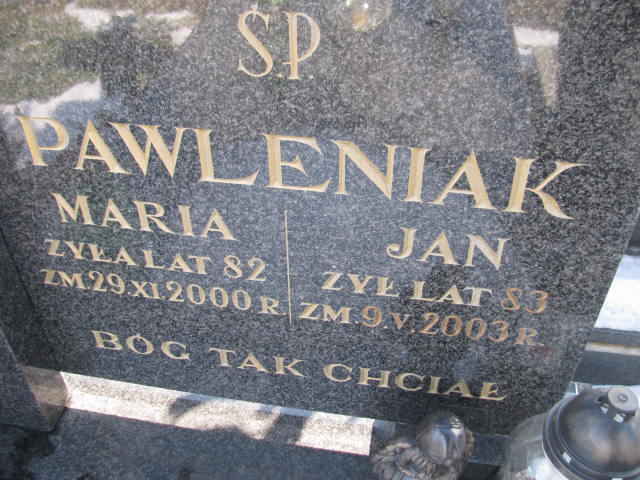 Ś.P.
PAWLENIAK
MARIA
ŻYŁA LAT 82
ZM.29.XI.2000 R.
JAN
ŻYŁ LAT 83
ZM.9.V.2003 R.
BÓG TAK CHCIAŁ